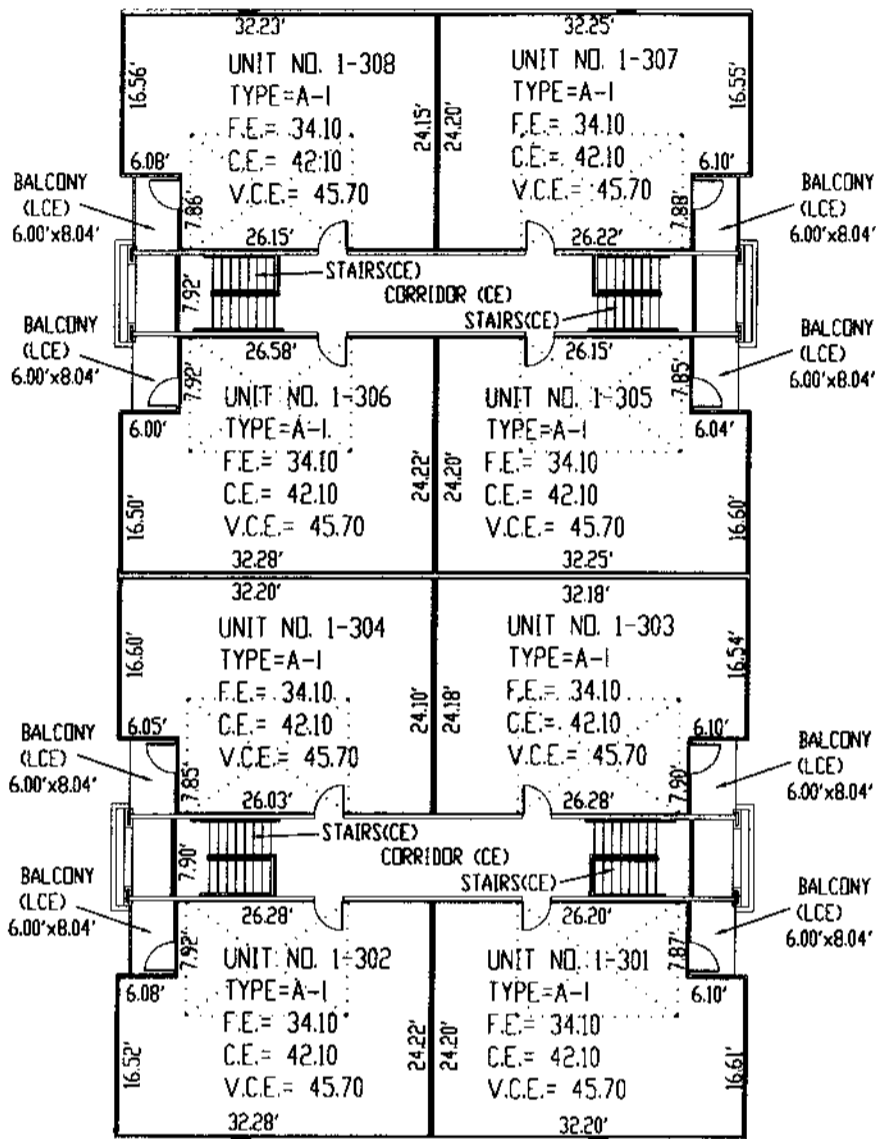 32.23'
32.25'
16.56'
UNIT NO. 1-308
TYPE=A-1
F.E.= 34.10
C.E.= 42.10
V.C.E.= 45.70
24.15'
24.20'
UNIT NO. 1-307
TYPE=A-1
F.E.= 34.10
C.E.= 42.10
V.C.E.= 45.70
16.55'
6.08'
6.10'
BALCONY
(LCE)
6.00'x8.04'
7.86'
26.15'
26.22'
7.88'
BALCONY
(LCE)
6.00'x8.04'
STAIRS(CE)
7.92'
CORRIDOR (CE)
STAIRS(CE)
BALCONY
(LCE)
6.00'x8.04'
7.92'
26.58'
26.15'
7.85'
BALCONY
(LCE)
6.00'x8.04'
6.00'
UNIT NO. 1-306
TYPE=A-1.
F.E.= 34.10
C.E.= 42.10
V.C.E.= 45.70
UNIT NO. 1-305
TYPE=A-1
F.E.= 34.10
C.E.= 42.10
V.C.E.= 45.70
6.04'
16.50'
24.22'
24.20'
16.60'
32.28'
32.25'
32.20'
32.18'
16.60'
UNIT NO. 1-304
TYPE=A-1
F.E.= 34.10
C.E.= 42.10
V.C.E.= 45.70
24.10'
24.18'
UNIT NO. 1-303
TYPE=A-1
F.E.= 34.10
C.E.= 42.10
V.C.E.= 45.70
16.54'
6.05'
6.10'
BALCONY
(LCE)
6.00'x8.04'
7.85'
26.03'
26.28'
7.90'
BALCONY
(LCE)
6.00'x8.04'
STAIRS(CE)
7.90'
CORRIDOR (CE)
STAIRS(CE)
BALCONY
(LCE)
6.00'x8.04'
7.92'
26.28'
26.20'
7.87'
BALCONY
(LCE)
6.00'x8.04'
6.08'
UNIT NO. 1-302
TYPE=A-1
F.E.= 34.10
C.E.= 42.10
V.C.E.= 45.70
UNIT NO. 1-301
TYPE=A-1
F.E.= 34.10
C.E.= 42.10
V.C.E.= 45.70
6.10'
16.52'
24.22'
24.20'
16.61'
32.28'
32.20'